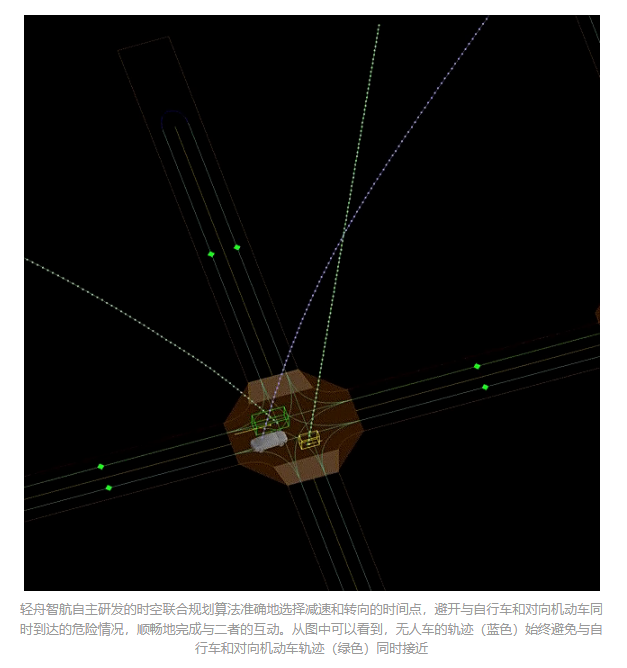 轻舟智航自主研发的时空联合规划算法准确地选择减速和转向的时间点，避开与自行车和对向机动车同
时到达的危险情况，顺畅地完成与二者的互动。从图中可以看到，无人车的轨迹（蓝色）始终避免与自
行车和对向机动车轨迹（绿色）同时接近